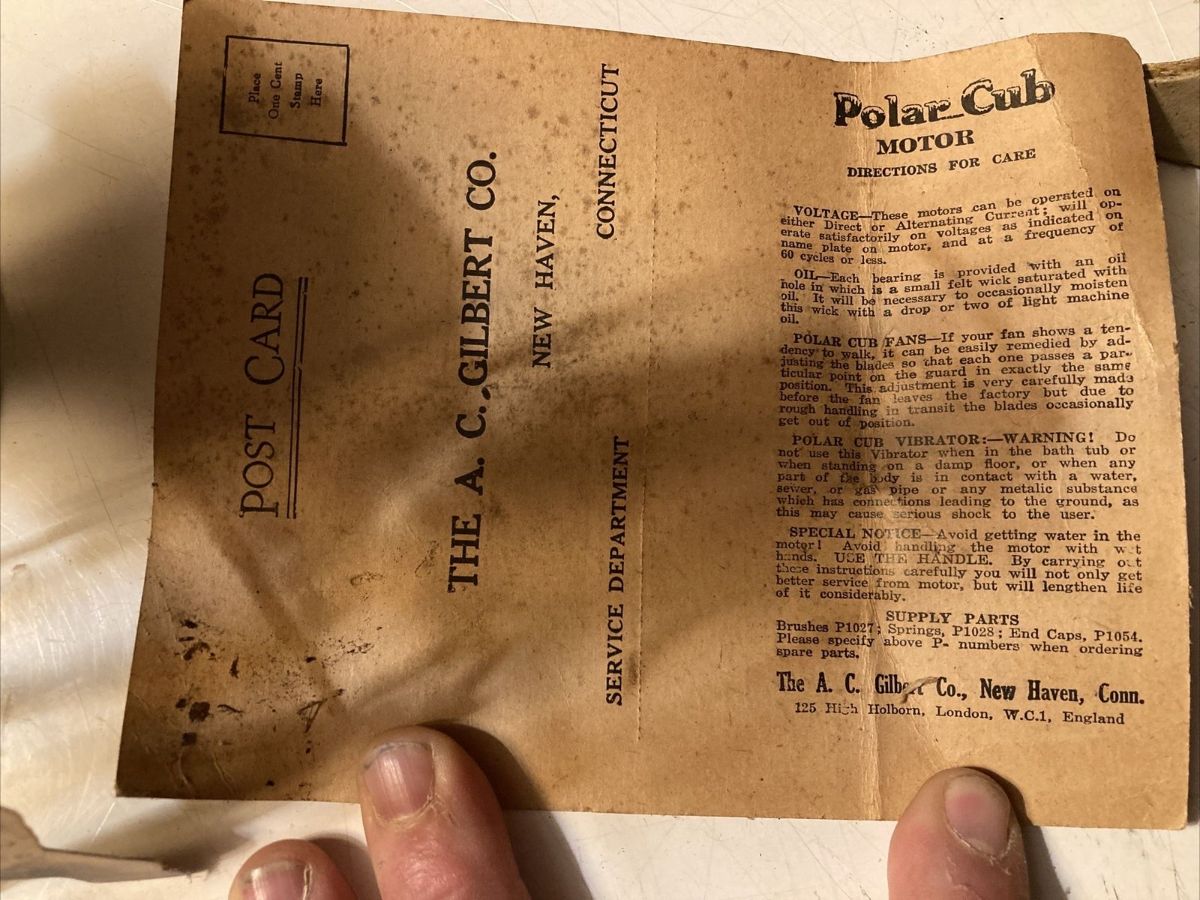 Place
One Cent
Stamp
Here
POST CARD
THE A. C. GILBERT CO.
NEW HAVEN,
CONNECTICUT
SERVICE DEPARTMENT
Polar Cub
MOTOR
DIRECTIONS FOR CARE
VOLTAGE—These motors can be operated on
either Direct or Alternating Current; will op-
erate satisfactorily on voltages as indicated on
name plate on motor, and at a frequency of
60 cycles or less.
OIL—Each bearing is provided with an oil
hole in which is a small felt wick saturated with
oil. It will be necessary to occasionally moisten
this wick with a drop or two of light machine
oil.
POLAR CUB FANS—If your fan shows a ten-
dency to walk, it can be easily remedied by ad-
justing the blades so that each one passes a par-
ticular point on the guard in exactly the same
position. This adjustment is very carefully made
before the fan leaves the factory but due to
rough handling in transit the blades occasionally
get out of position.
POLAR CUB VIBRATOR:—WARNING! Do
not use this Vibrator when in the bath tub or
when standing on a damp floor, or when any
part of the body is in contact with a water,
sewer, or gas pipe or any metalic substance
which has connections leading to the ground, as
this may cause serious shock to the user.
SPECIAL NOTICE—Avoid getting water in the
motor! Avoid handling the motor with wet
hands. USE THE HANDLE. By carrying out
these instructions carefully you will not only get
better service from motor, but will lengthen life
of it considerably.
SUPPLY PARTS
Brushes P1027; Springs, P1028; End Caps, P1054.
Please specify above P- numbers when ordering
spare parts.
The A. C. Gilbert Co., New Haven, Conn.
125 High Holborn, London, W.C.1, England